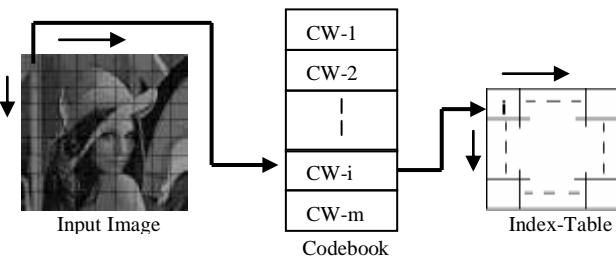 CW-1
CW-2
CW-i
CW-m
i
Input Image
Codebook
Index-Table